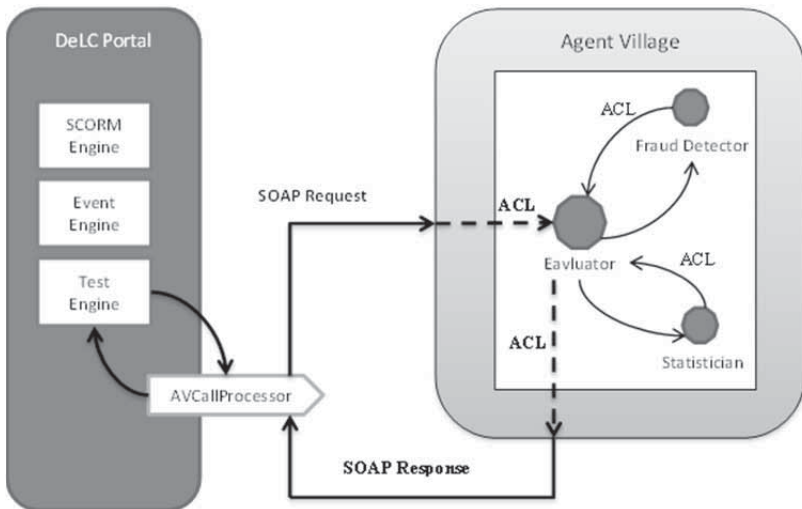 DeLC Portal
SCORM
Engine
Event
Engine
Test
Engine
AVCallProcessor
SOAP Request
SOAP Response
Agent Village
ACL
Fraud Detector
ACL
Eavluator
ACL
ACL
Statistician